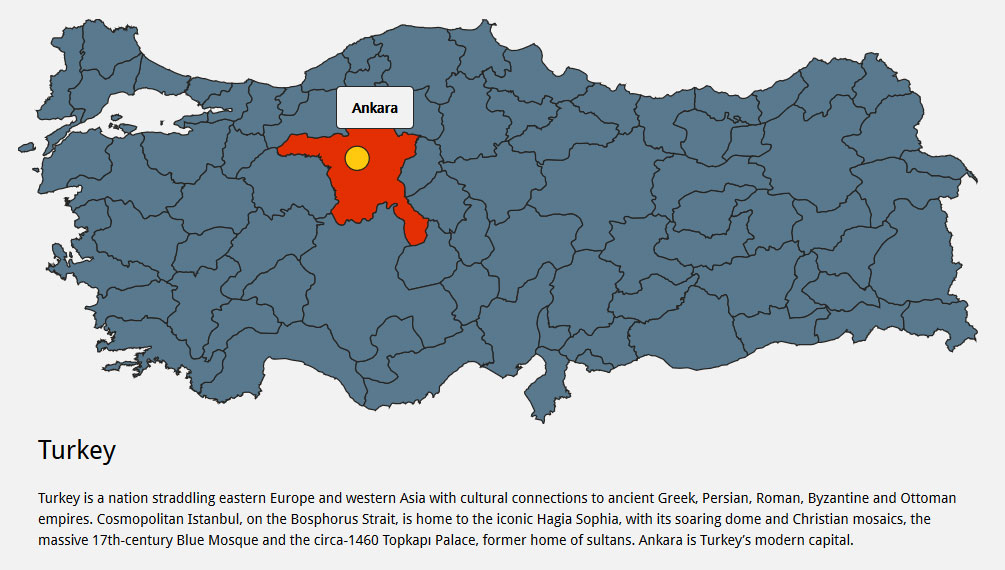 Ankara
Turkey
Turkey is a nation straddling eastern Europe and western Asia with cultural connections to ancient Greek, Persian, Roman, Byzantine and Ottoman
empires. Cosmopolitan Istanbul, on the Bosphorus Strait, is home to the iconic Hagia Sophia, with its soaring dome and Christian mosaics, the
massive 17th-century Blue Mosque and the circa-1460 Topkapı Palace, former home of sultans. Ankara is Turkey’s modern capital.